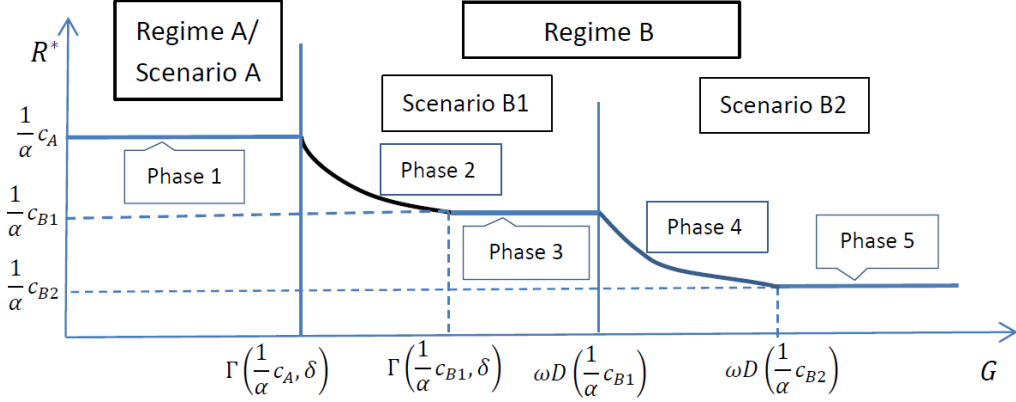 Regime A/
Scenario A
Regime B
R*
Scenario B1
Scenario B2
1/α c_A
Phase 1
Phase 2
1/α c_B1
Phase 3
Phase 4
Phase 5
1/α c_B2
Γ(1/α c_A, δ)
Γ(1/α c_B1, δ)
ωD(1/α c_B1)
ωD(1/α c_B2)
G